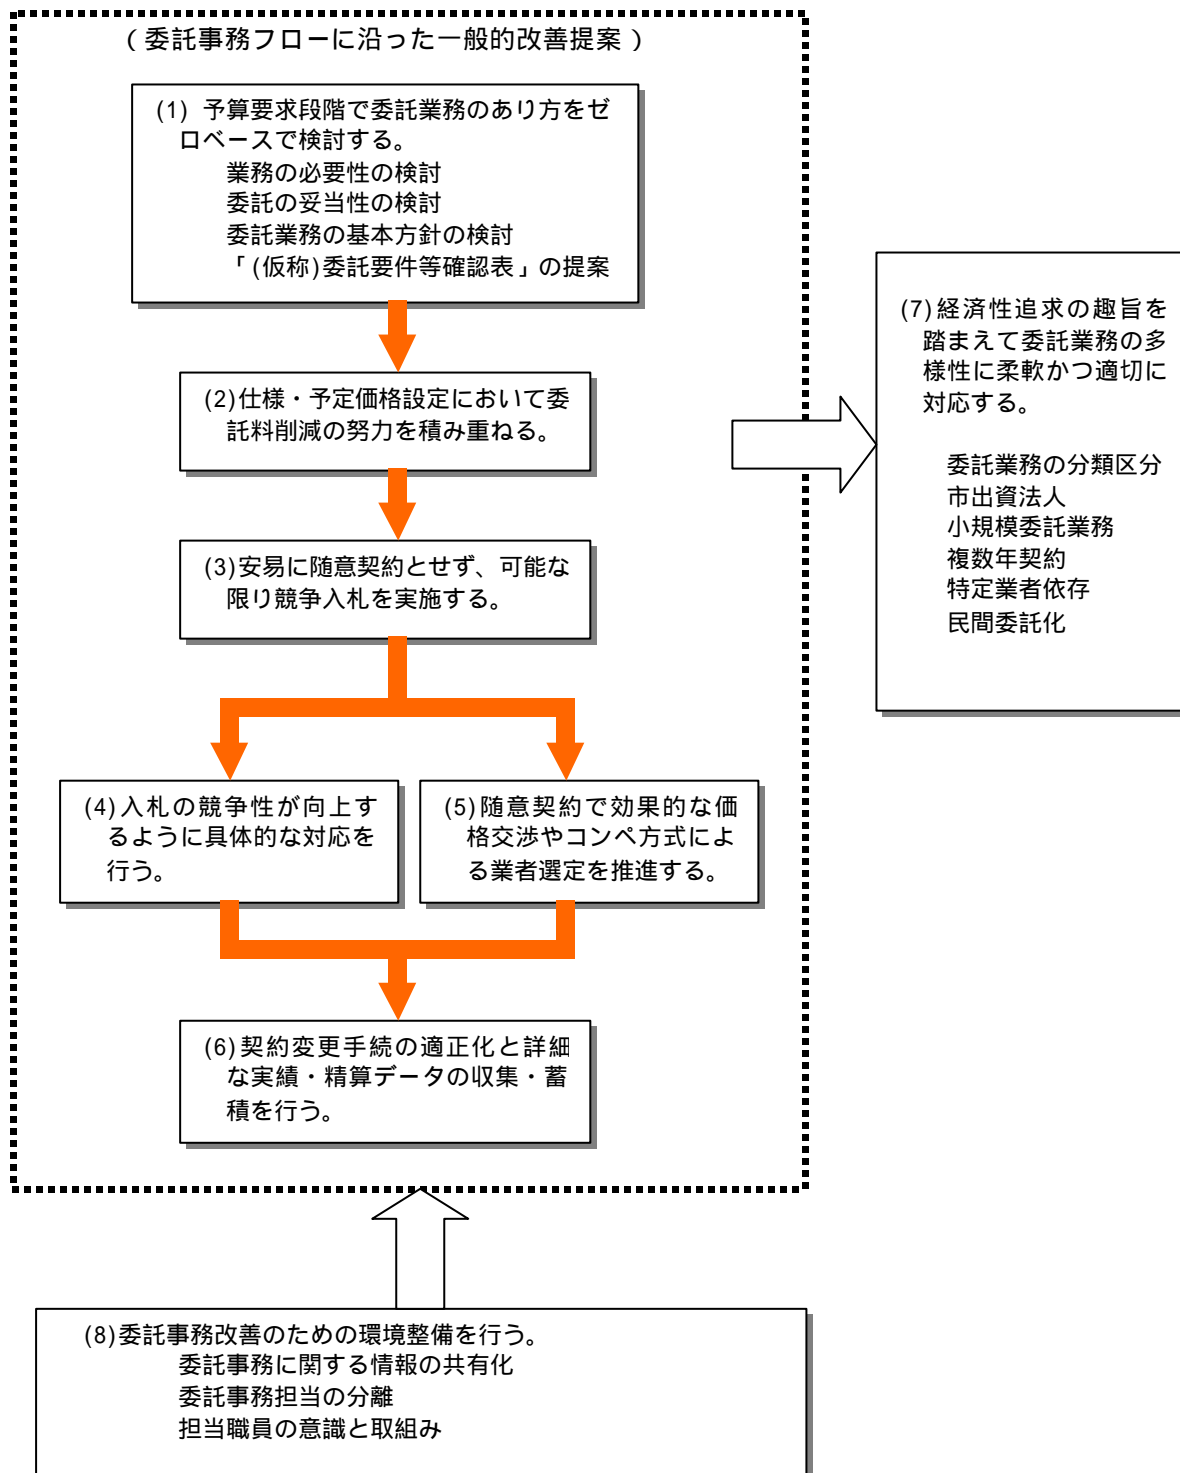 （委託事務フローに沿った一般的改善提案）
(1) 予算要求段階で委託業務のあり方をゼ
ロベースで検討する。
業務の必要性の検討
委託の妥当性の検討
委託業務の基本方針の検討
「(仮称)委託要件等確認表」の提案
(2)仕様・予定価格設定において委
託料削減の努力を積み重ねる。
(3)安易に随意契約とせず、可能な
限り競争入札を実施する。
(4)入札の競争性が向上す
るように具体的な対応を
行う。
(5)随意契約で効果的な価
格交渉やコンペ方式によ
る業者選定を推進する。
(6)契約変更手続の適正化と詳細
な実績・精算データの収集・蓄
積を行う。
(7)経済性追求の趣旨を
踏まえて委託業務の多
様性に柔軟かつ適切に
対応する。
委託業務の分類区分
市出資法人
小規模委託業務
複数年契約
特定業者依存
民間委託化
(8)委託事務改善のための環境整備を行う。
委託事務に関する情報の共有化
委託事務担当の分離
担当職員の意識と取組み